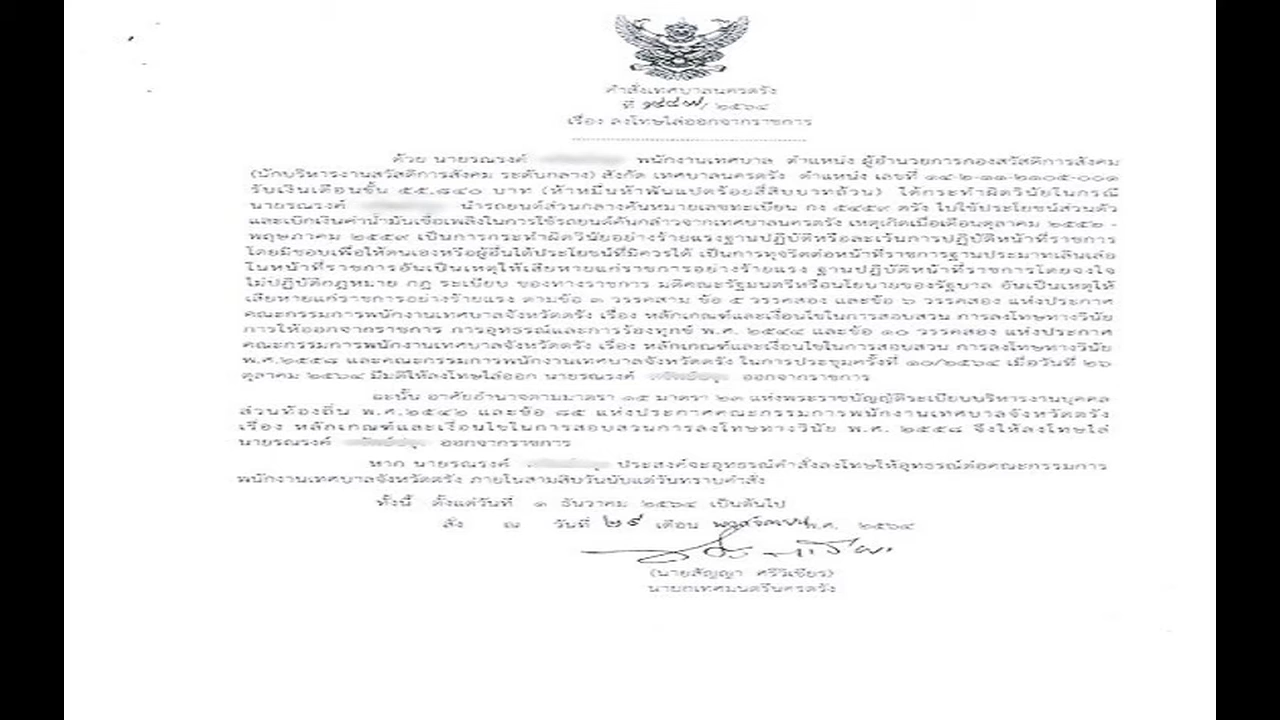 คำสั่งเทศบาลนครตรัง
ที่ ๑๘๘๗/ ๒๕๖๔
เรื่อง ลงโทษไล่ออกจากราชการ
ด้วย นายรณรงค์ พนักงานเทศบาล ตำแหน่ง ผู้อำนวยการกองสวัสดิการสังคม
(นักบริหารงานสวัสดิการสังคม ระดับกลาง) สังกัด เทศบาลนครตรัง ตำแหน่ง เลขที่ ๑๔-๒-๑๑-๒๑๐๕-๐๐๑
รับเงินเดือนขั้น ๕๕,๘๔๐ บาท (ห้าหมื่นห้าพันแปดร้อยสี่สิบบาทถ้วน) ได้กระทำผิดวินัยในกรณี
นายรณรงค์ นำรถยนต์ส่วนกลางคันหมายเลขทะเบียน กง ๕๔๕๙ ตรัง ไปใช้ประโยชน์ส่วนตัว
และเบิกเงินค่าน้ำมันเชื้อเพลิงในการใช้รถยนต์คันกล่าวจากเทศบาลนครตรัง เหตุเกิดเมื่อเดือนตุลาคม ๒๕๕๒ -
พฤษภาคม ๒๕๕๙ เป็นการกระทำผิดวินัยอย่างร้ายแรงฐานปฏิบัติหรือละเว้นการปฏิบัติหน้าที่ราชการ
โดยมิชอบเพื่อให้ตนเองหรือผู้อื่นได้ประโยชน์ที่มิควรได้ เป็นการทุจริตต่อหน้าที่ราชการฐานประมาทเลินเล่อ
ในหน้าที่ราชการอันเป็นเหตุให้เสียหายแก่ราชการอย่างร้ายแรง ฐานปฏิบัติหน้าที่ราชการโดยจงใจ
ไม่ปฏิบัติกฎหมาย กฎ ระเบียบ ของทางราชการ มติคณะรัฐมนตรีหรือนโยบายของรัฐบาล อันเป็นเหตุให้
เสียหายแก่ราชการอย่างร้ายแรง ตามข้อ ๓ วรรคสาม ข้อ ๕ วรรคสอง และข้อ ๖ วรรคสอง แห่งประกาศ
คณะกรรมการพนักงานเทศบาลจังหวัดตรัง เรื่อง หลักเกณฑ์และเงื่อนไขในการสอบสวน การลงโทษทางวินัย
การให้ออกจากราชการ การอุทธรณ์และการร้องทุกข์ พ.ศ. ๒๕๔๔ และข้อ ๑๐ วรรคสอง แห่งประกาศ
คณะกรรมการพนักงานเทศบาลจังหวัดตรัง เรื่อง หลักเกณฑ์และเงื่อนไขในการสอบสวน การลงโทษทางวินัย
พ.ศ.๒๕๕๘ และคณะกรรมการพนักงานเทศบาลจังหวัดตรัง ในการประชุมครั้งที่ ๑๐/๒๕๖๔ เมื่อวันที่ ๒๖
ตุลาคม ๒๕๖๔ มีมติให้ลงโทษไล่ออก นายรณรงค์ ออกจากราชการ
ฉะนั้น อาศัยอำนาจตามมาตรา ๑๕ มาตรา ๒๓ แห่งพระราชบัญญัติระเบียบบริหารงานบุคคล
ส่วนท้องถิ่น พ.ศ.๒๕๔๒ และข้อ ๘๕ แห่งประกาศคณะกรรมการพนักงานเทศบาลจังหวัดตรัง
เรื่อง หลักเกณฑ์และเงื่อนไขในการสอบสวนการลงโทษทางวินัย พ.ศ. ๒๕๕๘ จึงให้ลงโทษไล่
นายรณรงค์ ออกจากราชการ
หาก นายรณรงค์ ประสงค์จะอุทธรณ์คำสั่งลงโทษให้อุทธรณ์ต่อคณะกรรมการ
พนักงานเทศบาลจังหวัดตรัง ภายในสามสิบวันนับแต่วันทราบคำสั่ง
ทั้งนี้ ตั้งแต่วันที่ ๑ ธันวาคม ๒๕๖๔ เป็นต้นไป
สั่ง ณ วันที่ ๒๙ เดือน พฤศจิกายน พ.ศ. ๒๕๖๔
(นายสัญญา ศรีวิเชียร)
นายกเทศมนตรีนครตรัง